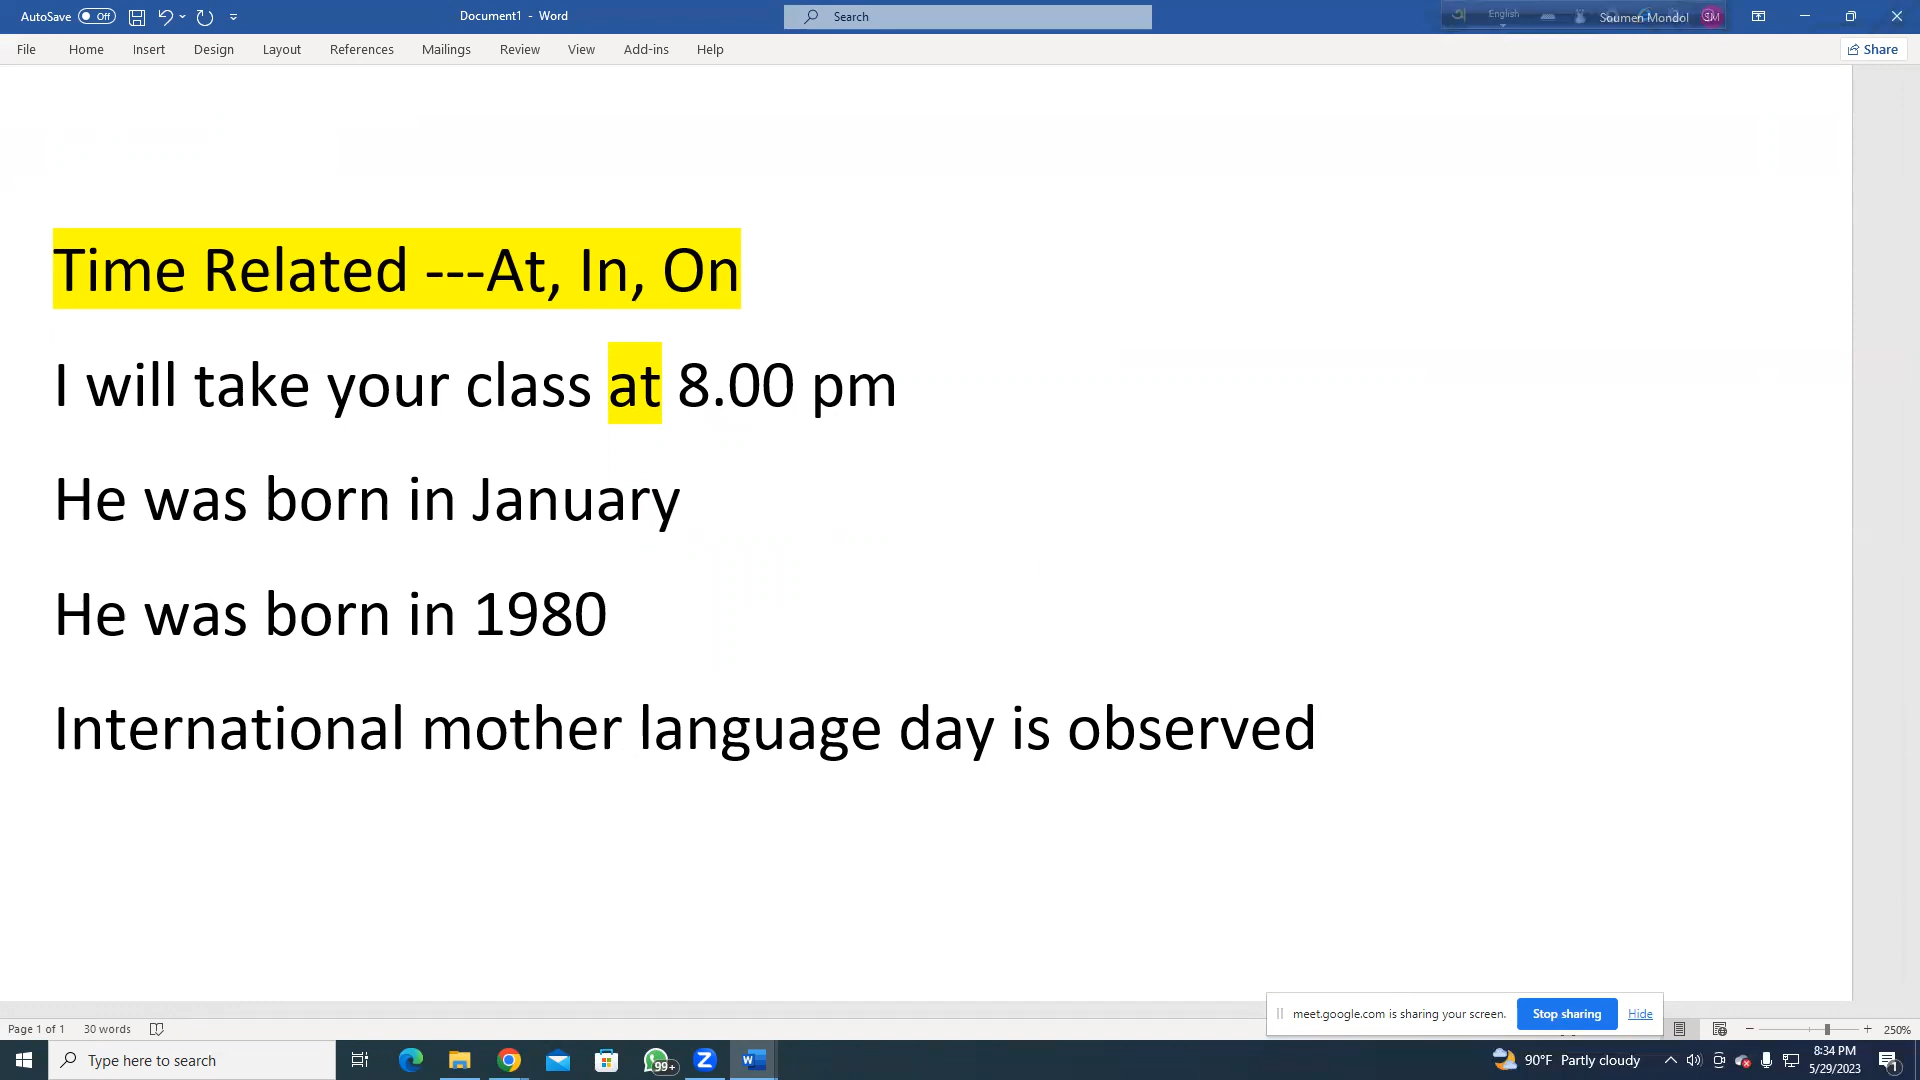 AutoSave Off Document1 - Word Search English Soumen Mondol SM
File Home Insert Design Layout References Mailings Review View Add-ins Help Share
Time Related ---At, In, On
I will take your class at 8.00 pm
He was born in January
He was born in 1980
International mother language day is observed
meet.google.com is sharing your screen. Stop sharing Hide
Page 1 of 1 30 words 250%
Type here to search 99+ 90°F Partly cloudy 8:34 PM
5/29/2023 1